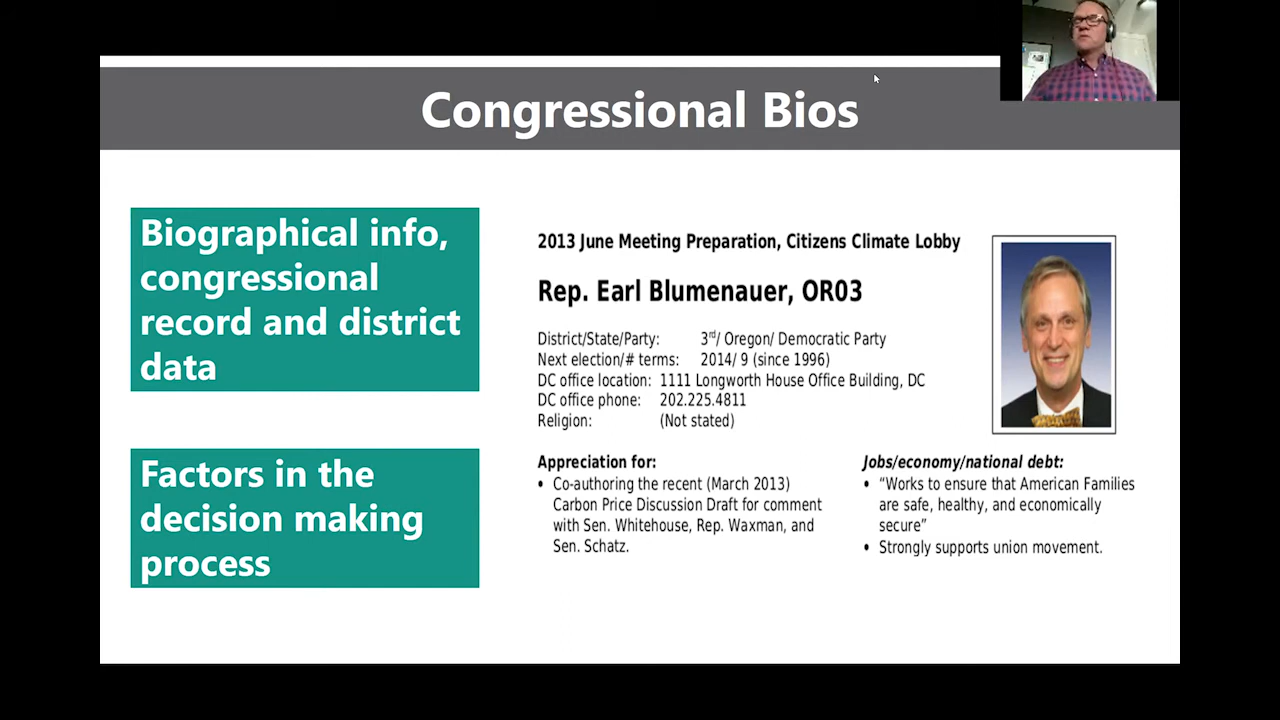 Congressional Bios
Biographical info,
congressional
record and district
data
Factors in the
decision making
process
2013 June Meeting Preparation, Citizens Climate Lobby
Rep. Earl Blumenauer, OR03
District/State/Party: 3rd/ Oregon/ Democratic Party
Next election/# terms: 2014/ 9 (since 1996)
DC office location: 1111 Longworth House Office Building, DC
DC office phone: 202.225.4811
Religion: (Not stated)
Appreciation for:
• Co-authoring the recent (March 2013)
Carbon Price Discussion Draft for comment
with Sen. Whitehouse, Rep. Waxman, and
Sen. Schatz.
Jobs/economy/national debt:
• “Works to ensure that American Families
are safe, healthy, and economically
secure”
• Strongly supports union movement.